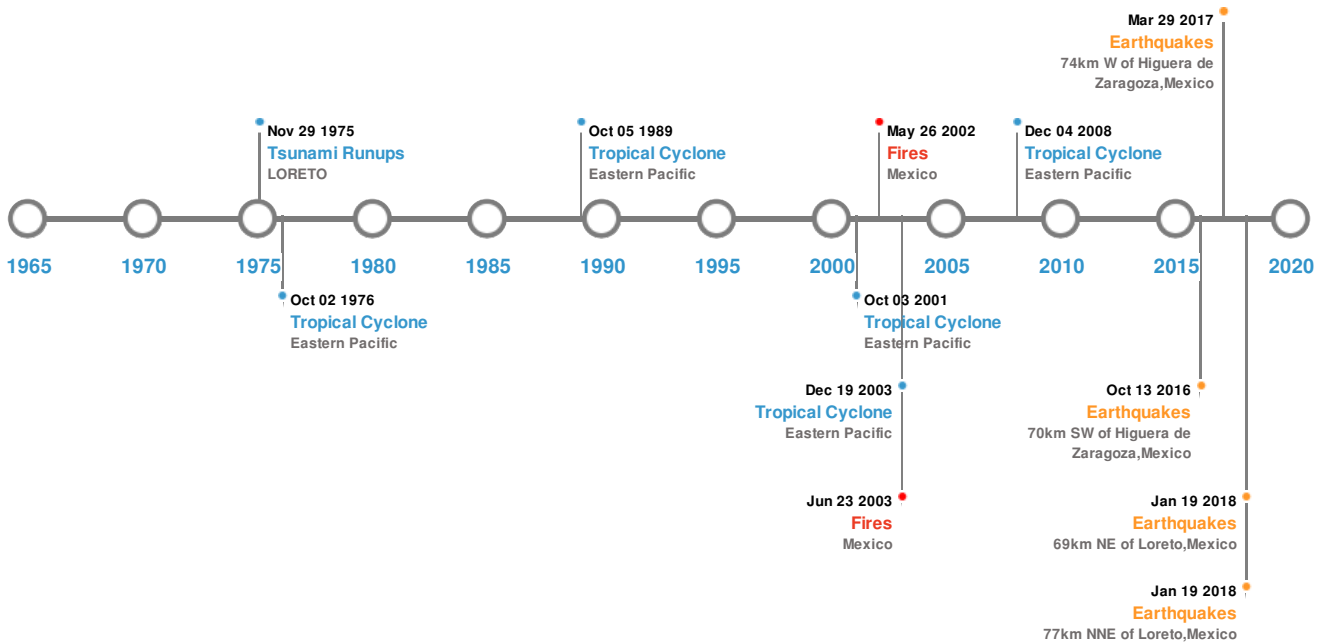 Mar 29 2017
Earthquakes
74km W of Higuera de
Zaragoza,Mexico
Nov 29 1975
Tsunami Runups
LORETO
Oct 05 1989
Tropical Cyclone
Eastern Pacific
May 26 2002
Fires
Mexico
Dec 04 2008
Tropical Cyclone
Eastern Pacific
1965 1970 1975 1980 1985 1990 1995 2000 2005 2010 2015 2020
Oct 02 1976
Tropical Cyclone
Eastern Pacific
Oct 03 2001
Tropical Cyclone
Eastern Pacific
Dec 19 2003
Tropical Cyclone
Eastern Pacific
Oct 13 2016
Earthquakes
70km SW of Higuera de
Zaragoza,Mexico
Jun 23 2003
Fires
Mexico
Jan 19 2018
Earthquakes
69km NE of Loreto,Mexico
Jan 19 2018
Earthquakes
77km NNE of Loreto,Mexico